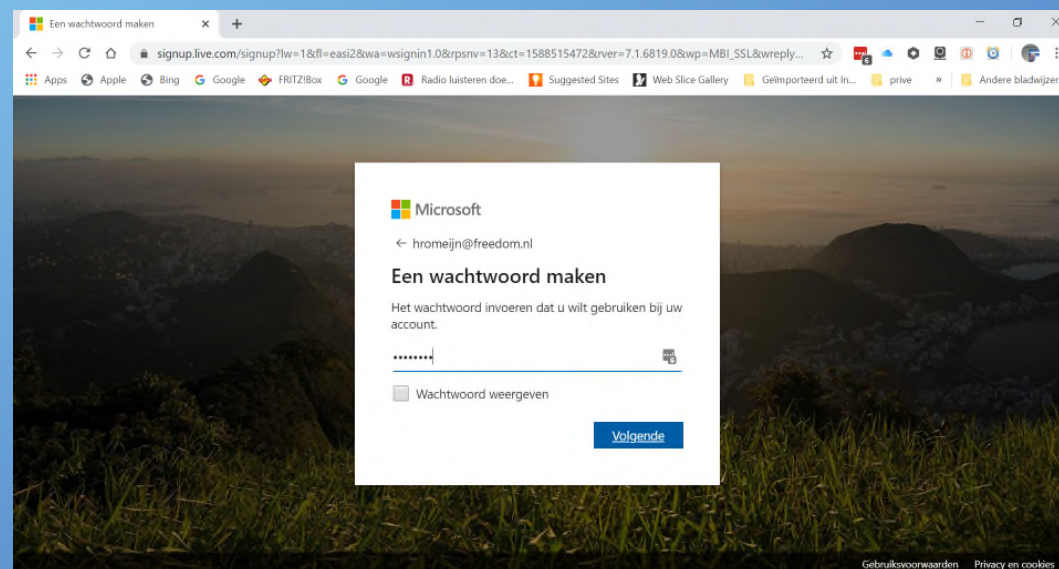 Een wachtwoord maken
signup.live.com/signup?lw=1&fl=easi2&wa=wsignin1.0&rpsnv=13&ct=1588515472&rver=7.1.6819.0&wp=MBI_SSL&wreply...
6
Apps Apple Bing Google FRITZ!Box Google Radio luisteren doe... Suggested Sites Web Slice Gallery Geïmporteerd uit In... prive » Andere bladwijzer
Microsoft
← hromeijn@freedom.nl
Een wachtwoord maken
Het wachtwoord invoeren dat u wilt gebruiken bij uw
account.
••••••••
Wachtwoord weergeven
Volgende
Gebruiksvoorwaarden Privacy en cookies